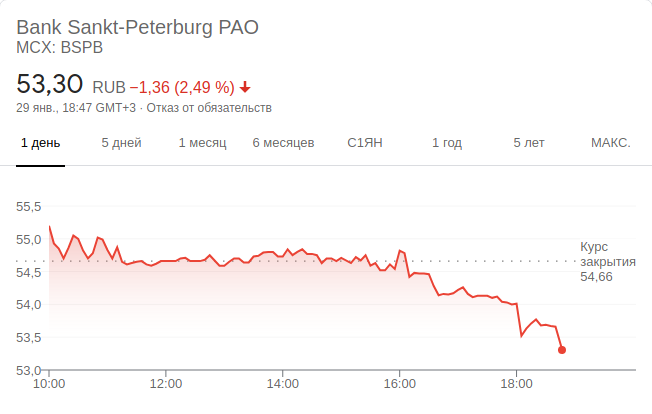 Bank Sankt-Peterburg PAO
MCX: BSPB
53,30 RUB −1,36 (2,49 %)
29 янв., 18:47 GMT+3 · Отказ от обязательств
1 день 5 дней 1 месяц 6 месяцев С1ЯН 1 год 5 лет МАКС.
55,5
55,0
54,5
54,0
53,5
53,0
Курс
закрытия
54,66
10:00 12:00 14:00 16:00 18:00